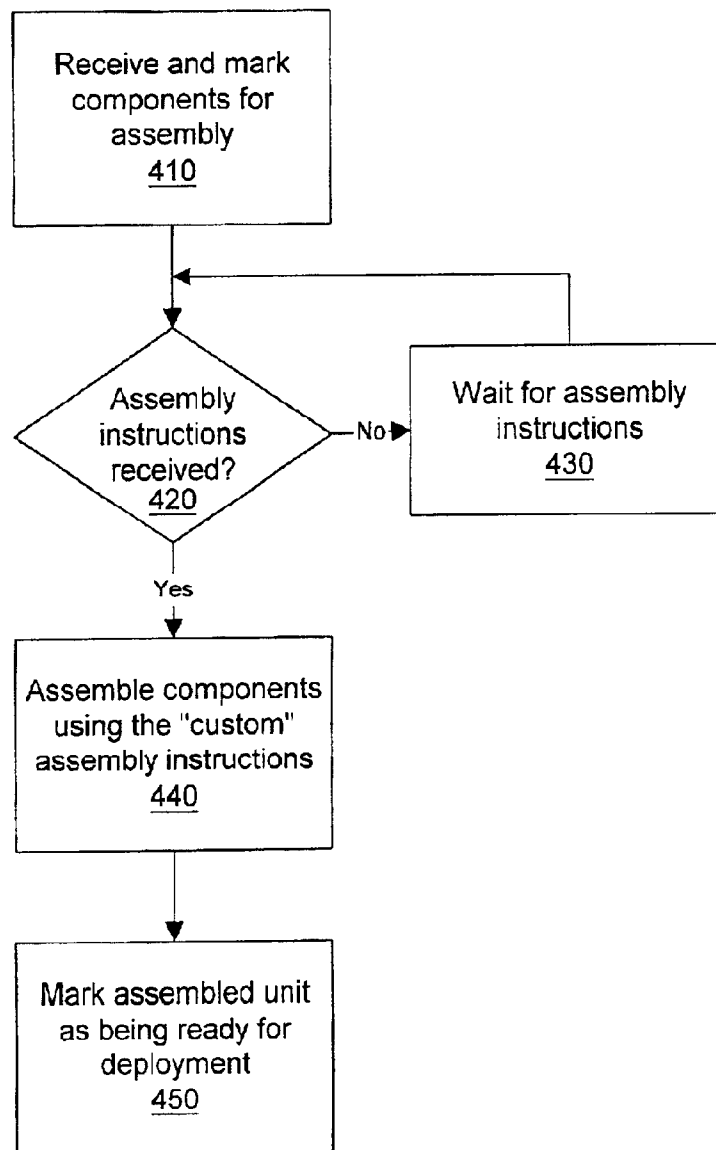 Receive and mark
components for
assembly
410
Assembly
instructions
received?
420
No
Wait for assembly
instructions
430
Yes
Assemble components
using the "custom"
assembly instructions
440
Mark assembled unit
as being ready for
deployment
450